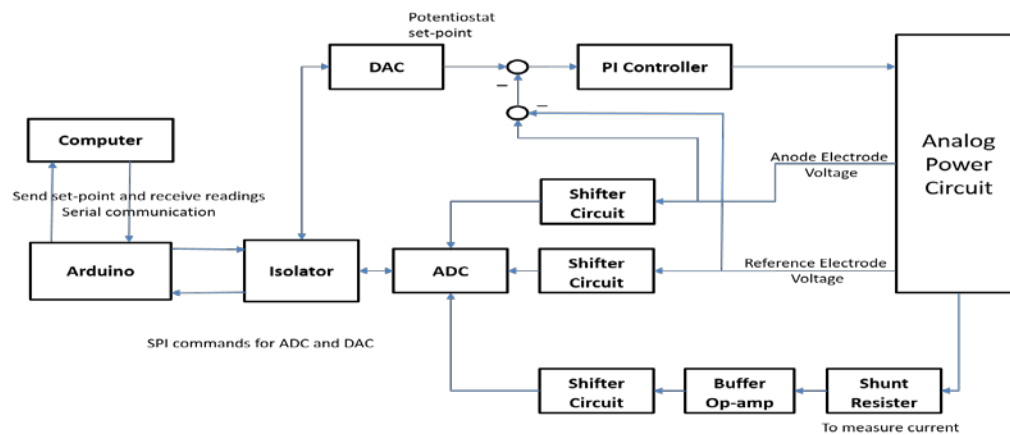 Potentiostat
set-point
DAC
PI Controller
Computer
Analog
Power
Circuit
Anode Electrode
Voltage
Send set-point and receive readings
Serial communication
Shifter
Circuit
Arduino
Isolator
ADC
Shifter
Circuit
Reference Electrode
Voltage
SPI commands for ADC and DAC
Shifter
Circuit
Buffer
Op-amp
Shunt
Resister
To measure current